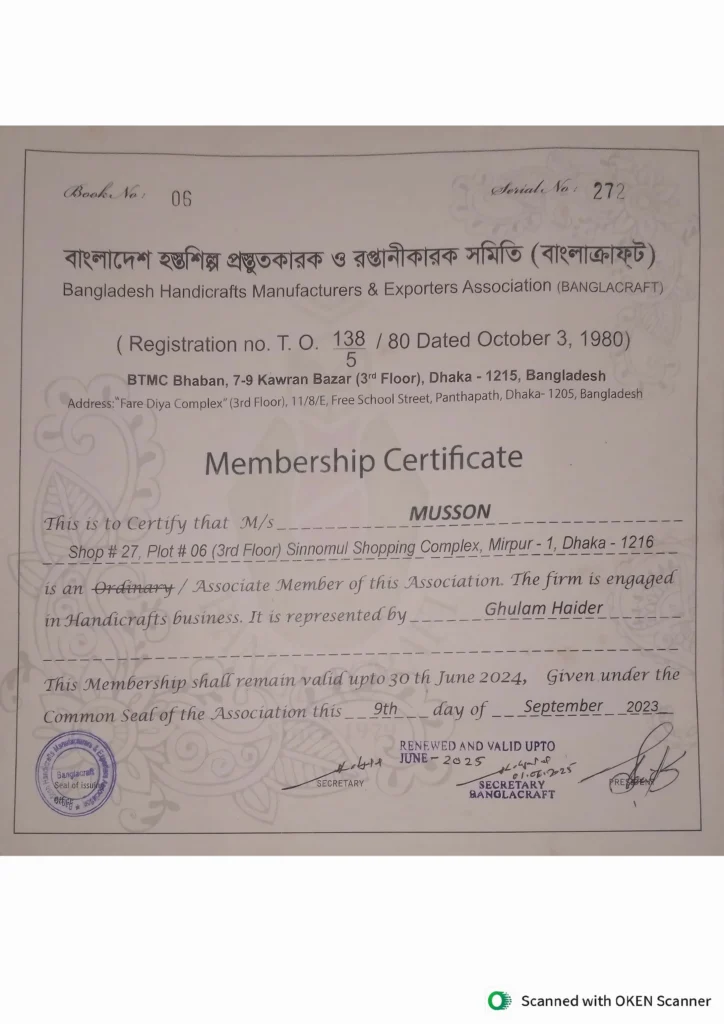 Book No: 06
Serial No: 272
বাংলাদেশ হস্তশিল্প প্রস্তুতকারক ও রপ্তানীকারক সমিতি (বাংলাক্রাফ্‌ট)
Bangladesh Handicrafts Manufacturers & Exporters Association (BANGLACRAFT)
( Registration no. T. O. 138/5 / 80 Dated October 3, 1980)
BTMC Bhaban, 7-9 Kawran Bazar (3rd Floor), Dhaka - 1215, Bangladesh
Address:"Fare Diya Complex" (3rd Floor), 11/8/E, Free School Street, Panthapath, Dhaka- 1205, Bangladesh
Membership Certificate
This is to Certify that M/s MUSSON
Shop # 27, Plot # 06 (3rd Floor) Sinnomul Shopping Complex, Mirpur - 1, Dhaka - 1216
is an Ordinary / Associate Member of this Association. The firm is engaged
in Handicrafts business. It is represented by Ghulam Haider
This Membership shall remain valid upto 30 th June 2024, Given under the
Common Seal of the Association this 9th day of September 2023
RENEWED AND VALID UPTO
JUNE - 2025
SECRETARY
01.06.2025
SECRETARY
BANGLACRAFT
PRESIDENT
Banglacraft
Seal of issuing
office
Scanned with OKEN Scanner